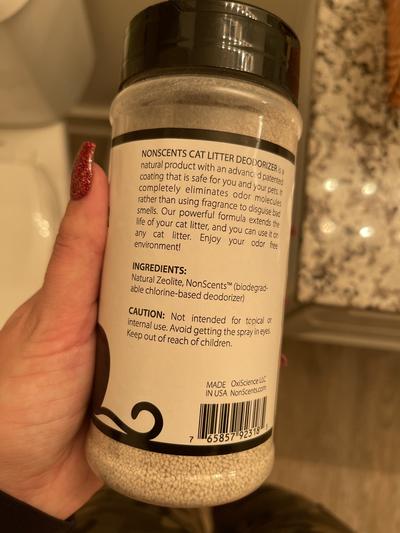 NONSCENTS CAT LITTER DEODORIZER is a
natural product with an advanced patented
coating that is safe for you and your pets. It
completely eliminates odor molecules
rather than using fragrance to disguise bad
smells. Our powerful formula extends the
life of your cat litter, and you can use it on
any cat litter. Enjoy your odor free
environment!
INGREDIENTS:
Natural Zeolite, NonScents™ (biodegrad-
able chlorine-based deodorizer)
CAUTION: Not intended for topical or
internal use. Avoid getting the spray in eyes.
Keep out of reach of children.
MADE OxiScience LLC
IN USA NonScents.com
7 65857 92318